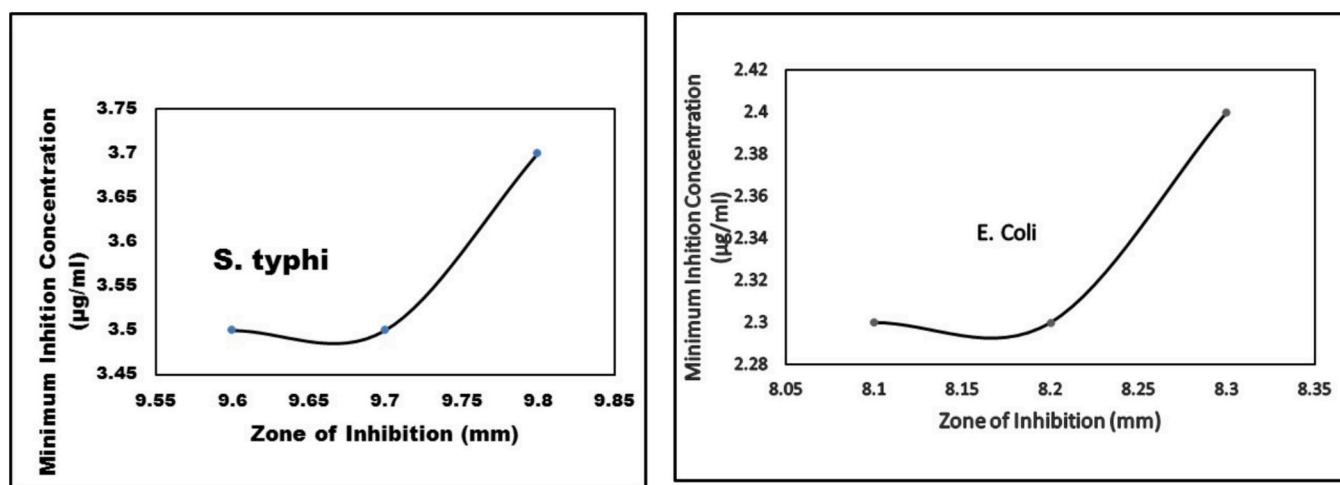 Minimum Inhition Concentration
(µg/ml)
3.75
3.7
3.65
3.6
3.55
3.5
3.45
S. typhi
9.55 9.6 9.65 9.7 9.75 9.8 9.85
Zone of Inhibition (mm)
Minimum Inhition Concentration
(µg/ml)
2.42
2.4
2.38
2.36
2.34
2.32
2.3
2.28
E. Coli
8.05 8.1 8.15 8.2 8.25 8.3 8.35
Zone of Inhibition (mm)